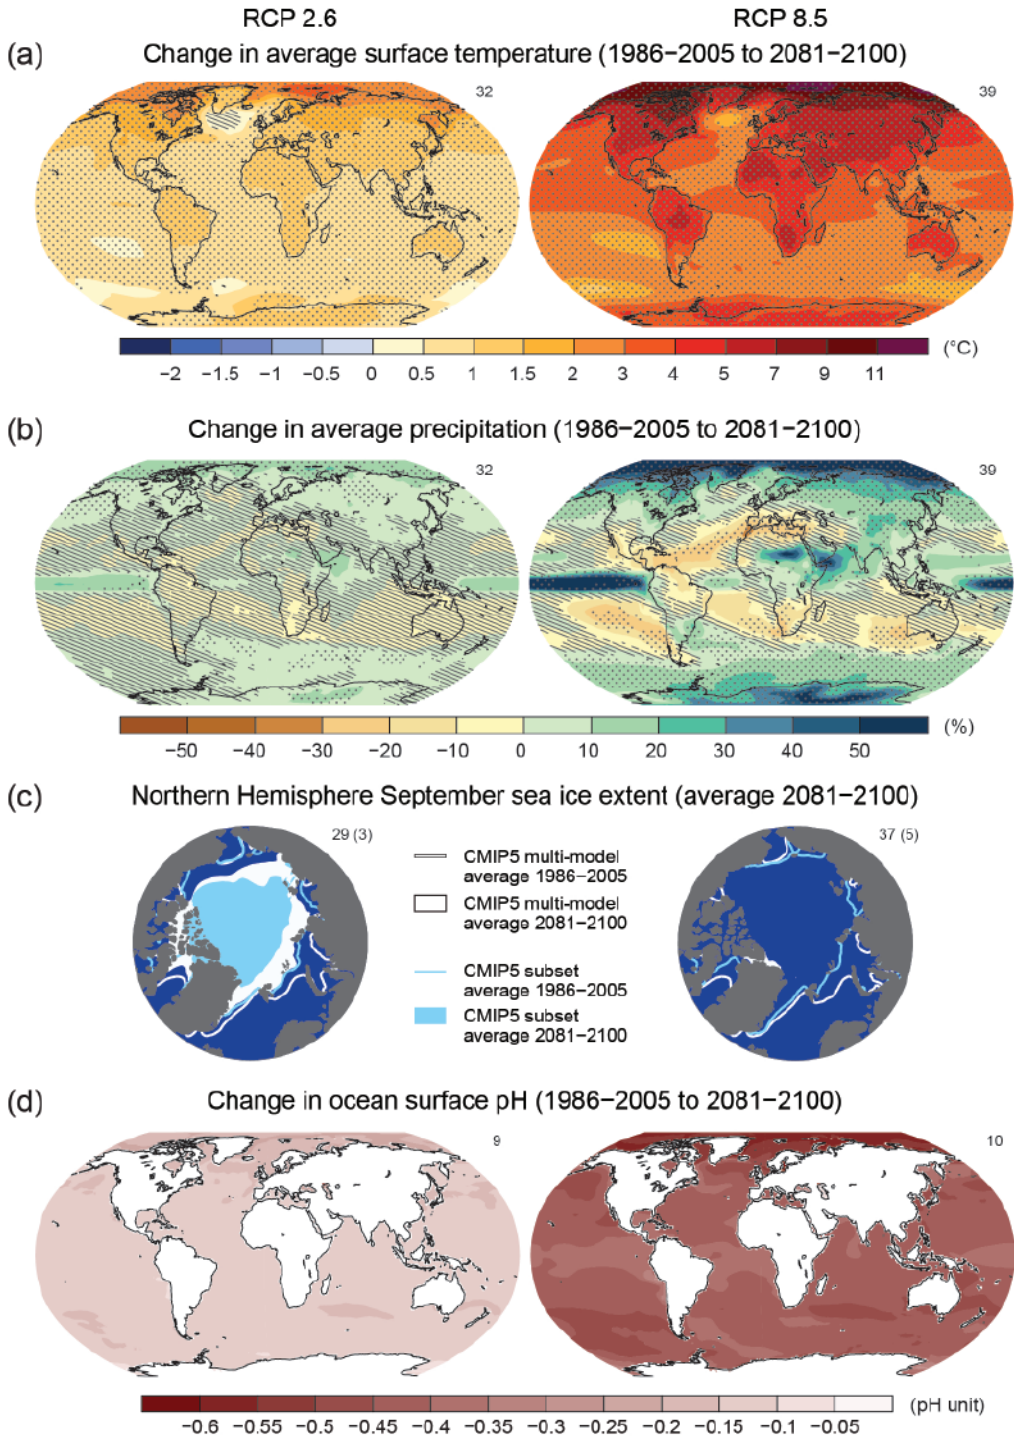 RCP 2.6
RCP 8.5
(a) Change in average surface temperature (1986−2005 to 2081−2100)
32
39
(°C)
−2 −1.5 −1 −0.5 0 0.5 1 1.5 2 3 4 5 7 9 11
(b) Change in average precipitation (1986−2005 to 2081−2100)
32
39
(%)
−50 −40 −30 −20 −10 0 10 20 30 40 50
(c) Northern Hemisphere September sea ice extent (average 2081−2100)
29 (3)
37 (5)
CMIP5 multi-model
average 1986−2005
CMIP5 multi-model
average 2081−2100
CMIP5 subset
average 1986−2005
CMIP5 subset
average 2081−2100
(d) Change in ocean surface pH (1986−2005 to 2081−2100)
9
10
(pH unit)
−0.6 −0.55 −0.5 −0.45 −0.4 −0.35 −0.3 −0.25 −0.2 −0.15 −0.1 −0.05